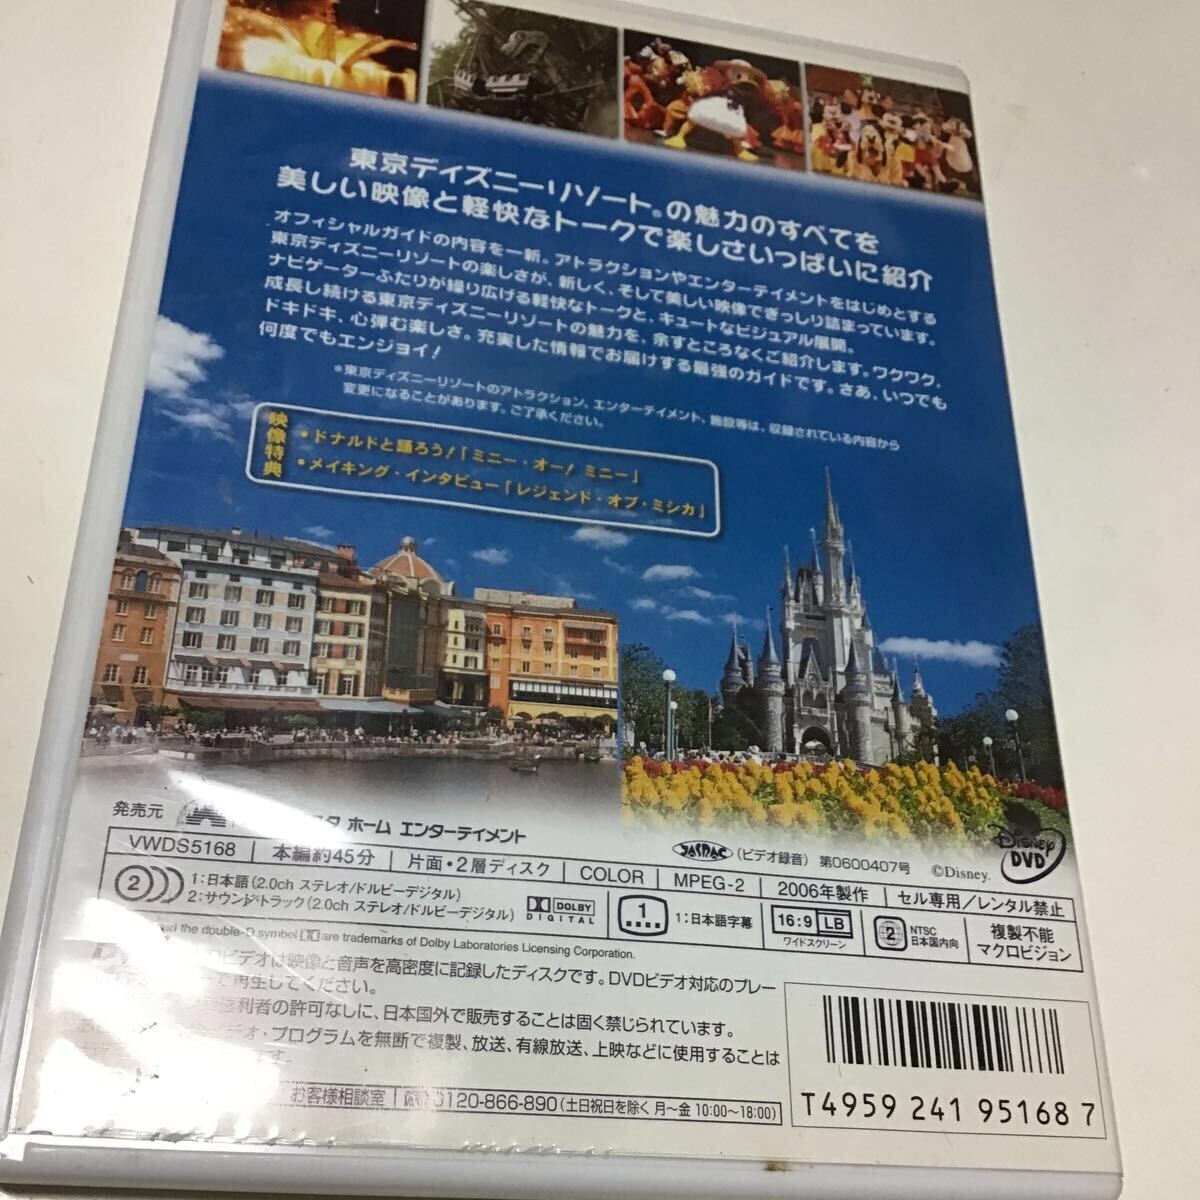 東京ディズニーリゾート®の魅力のすべてを
美しい映像と軽快なトークで楽しさいっぱいに紹介
オフィシャルガイドの内容を一新。アトラクションやエンターテイメントをはじめとする
東京ディズニーリゾートの楽しさが、新しく、そして美しい映像でぎっしり詰まっています。
ナビゲーターふたりが繰り広げる軽快なトークと、キュートなビジュアル展開。
成長し続ける東京ディズニーリゾートの魅力を、余すところなくご紹介します。ワクワク、
ドキドキ、心弾む楽しさ。充実した情報でお届けする最強のガイドです。さあ、いつでも
何度でもエンジョイ!
*東京ディズニーリゾートのアトラクション、エンターテイメント、施設等は、収録されている内容から
変更になることがあります。ご了承ください。
映像特典
・ドナルドと踊ろう!「ミニー・オー! ミニー」
・メイキング・インタビュー「レジェンド・オブ・ミシカ」
発売元 ホーム エンターテイメント
JASRAC (ビデオ録音) 第0600407号 ©Disney. DISNEY DVD
VWDS5168 本編約45分 片面・2層ディスク COLOR MPEG-2 2006年製作 セル専用/レンタル禁止
2 1:日本語(2.0ch ステレオ/ドルビーデジタル)
2:サウンド・トラック(2.0ch ステレオ/ドルビーデジタル)
DOLBY DIGITAL
1 1:日本語字幕
16:9 LB ワイドスクリーン
2 NTSC 日本国内向
複製不能 マクロビジョン
and the double-D symbol are trademarks of Dolby Laboratories Licensing Corporation.
ビデオは映像と音声を高密度に記録したディスクです。DVDビデオ対応のプレー
で再生してください。
権利者の許可なしに、日本国外で販売することは固く禁じられています。
オ・プログラムを無断で複製、放送、有線放送、上映などに使用することは
ます。
お客様相談室 0120-866-890(土日祝日を除く 月〜金 10:00〜18:00)
T4959 241 95168 7